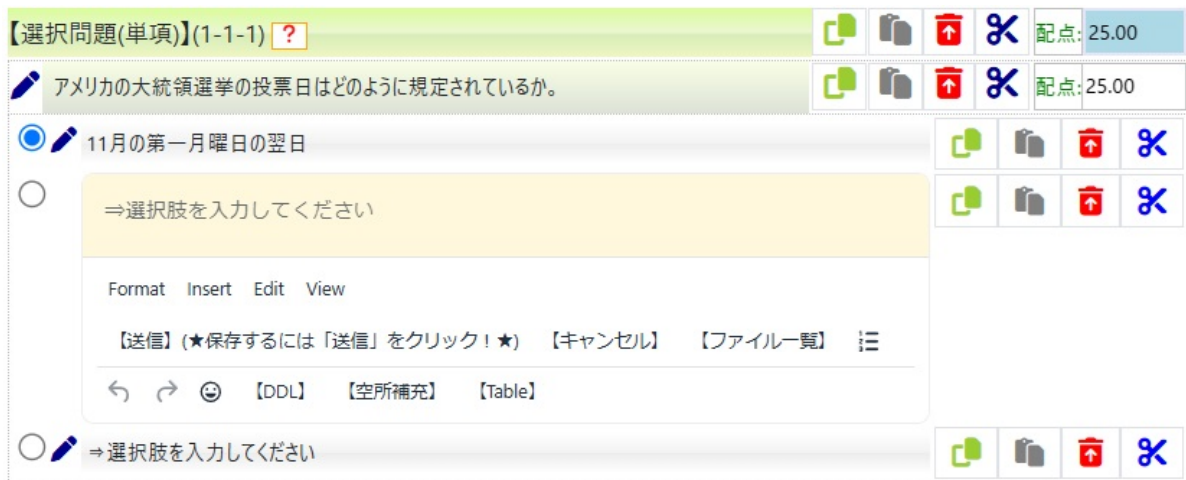 【選択問題(単項)】(1-1-1) ? 配点: 25.00
アメリカの大統領選挙の投票日はどのように規定されているか。 配点: 25.00
11月の第一月曜日の翌日
⇒選択肢を入力してください
Format Insert Edit View
【送信】(★保存するには「送信」をクリック!★) 【キャンセル】 【ファイル一覧】
【DDL】 【空所補充】 【Table】
⇒選択肢を入力してください